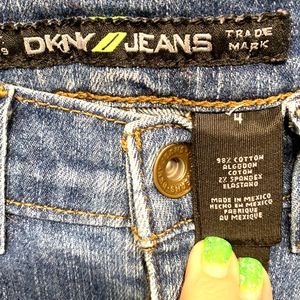 DKNY JEANS TRADE
MARK
4
98% COTTON
ALGODON
COTON
2% SPANDEX
ELASTANO
MADE IN MEXICO
HECHO EN MEXICO
FABRIQUE
AU MEXIQUE